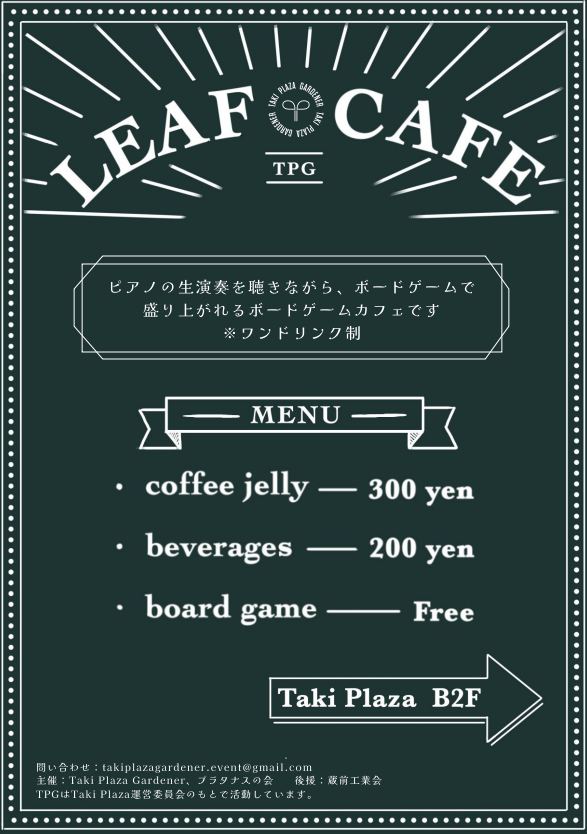 LEAF CAFE
TAKI PLAZA GARDENER TAKI PLAZA GARDENER
TPG
ピアノの生演奏を聴きながら、ボードゲームで
盛り上がれるボードゲームカフェです
※ワンドリンク制
MENU
・ coffee jelly — 300 yen
・ beverages — 200 yen
・ board game — Free
Taki Plaza B2F
問い合わせ：takiplazagardener.event@gmail.com
主催：Taki Plaza Gardener、プラタナスの会 後援：蔵前工業会
TPGはTaki Plaza運営委員会のもとで活動しています。